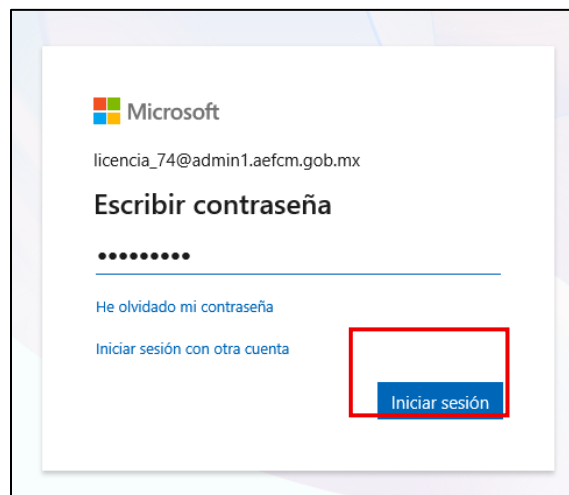 Microsoft
licencia_74@admin1.aefcm.gob.mx
Escribir contraseña
•••••••••
He olvidado mi contraseña
Iniciar sesión con otra cuenta
Iniciar sesión